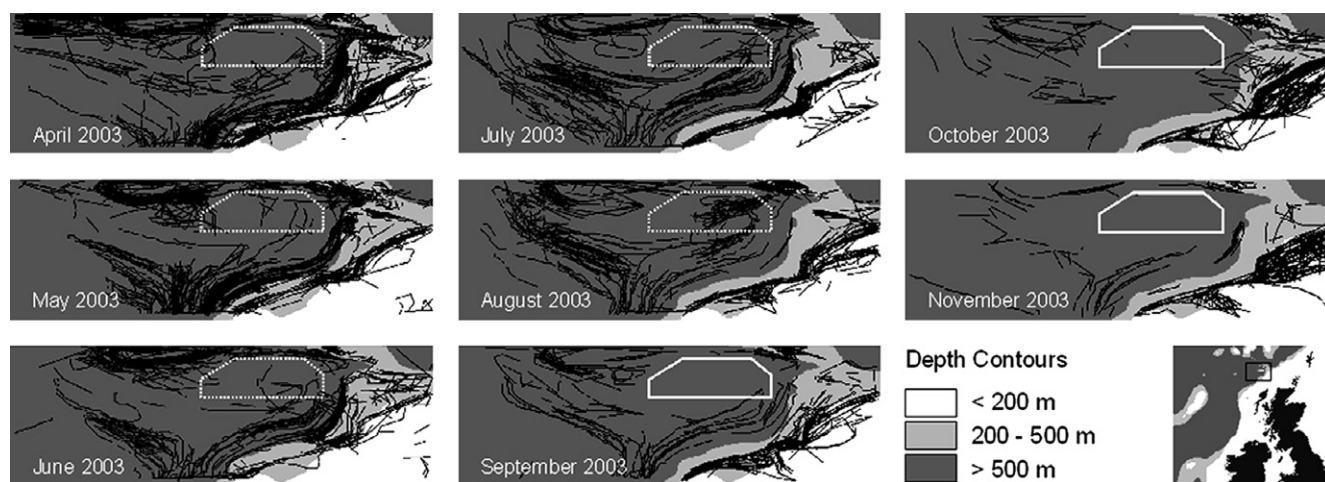 April 2003
July 2003
October 2003
May 2003
August 2003
November 2003
June 2003
September 2003
Depth Contours
< 200 m
200 - 500 m
> 500 m